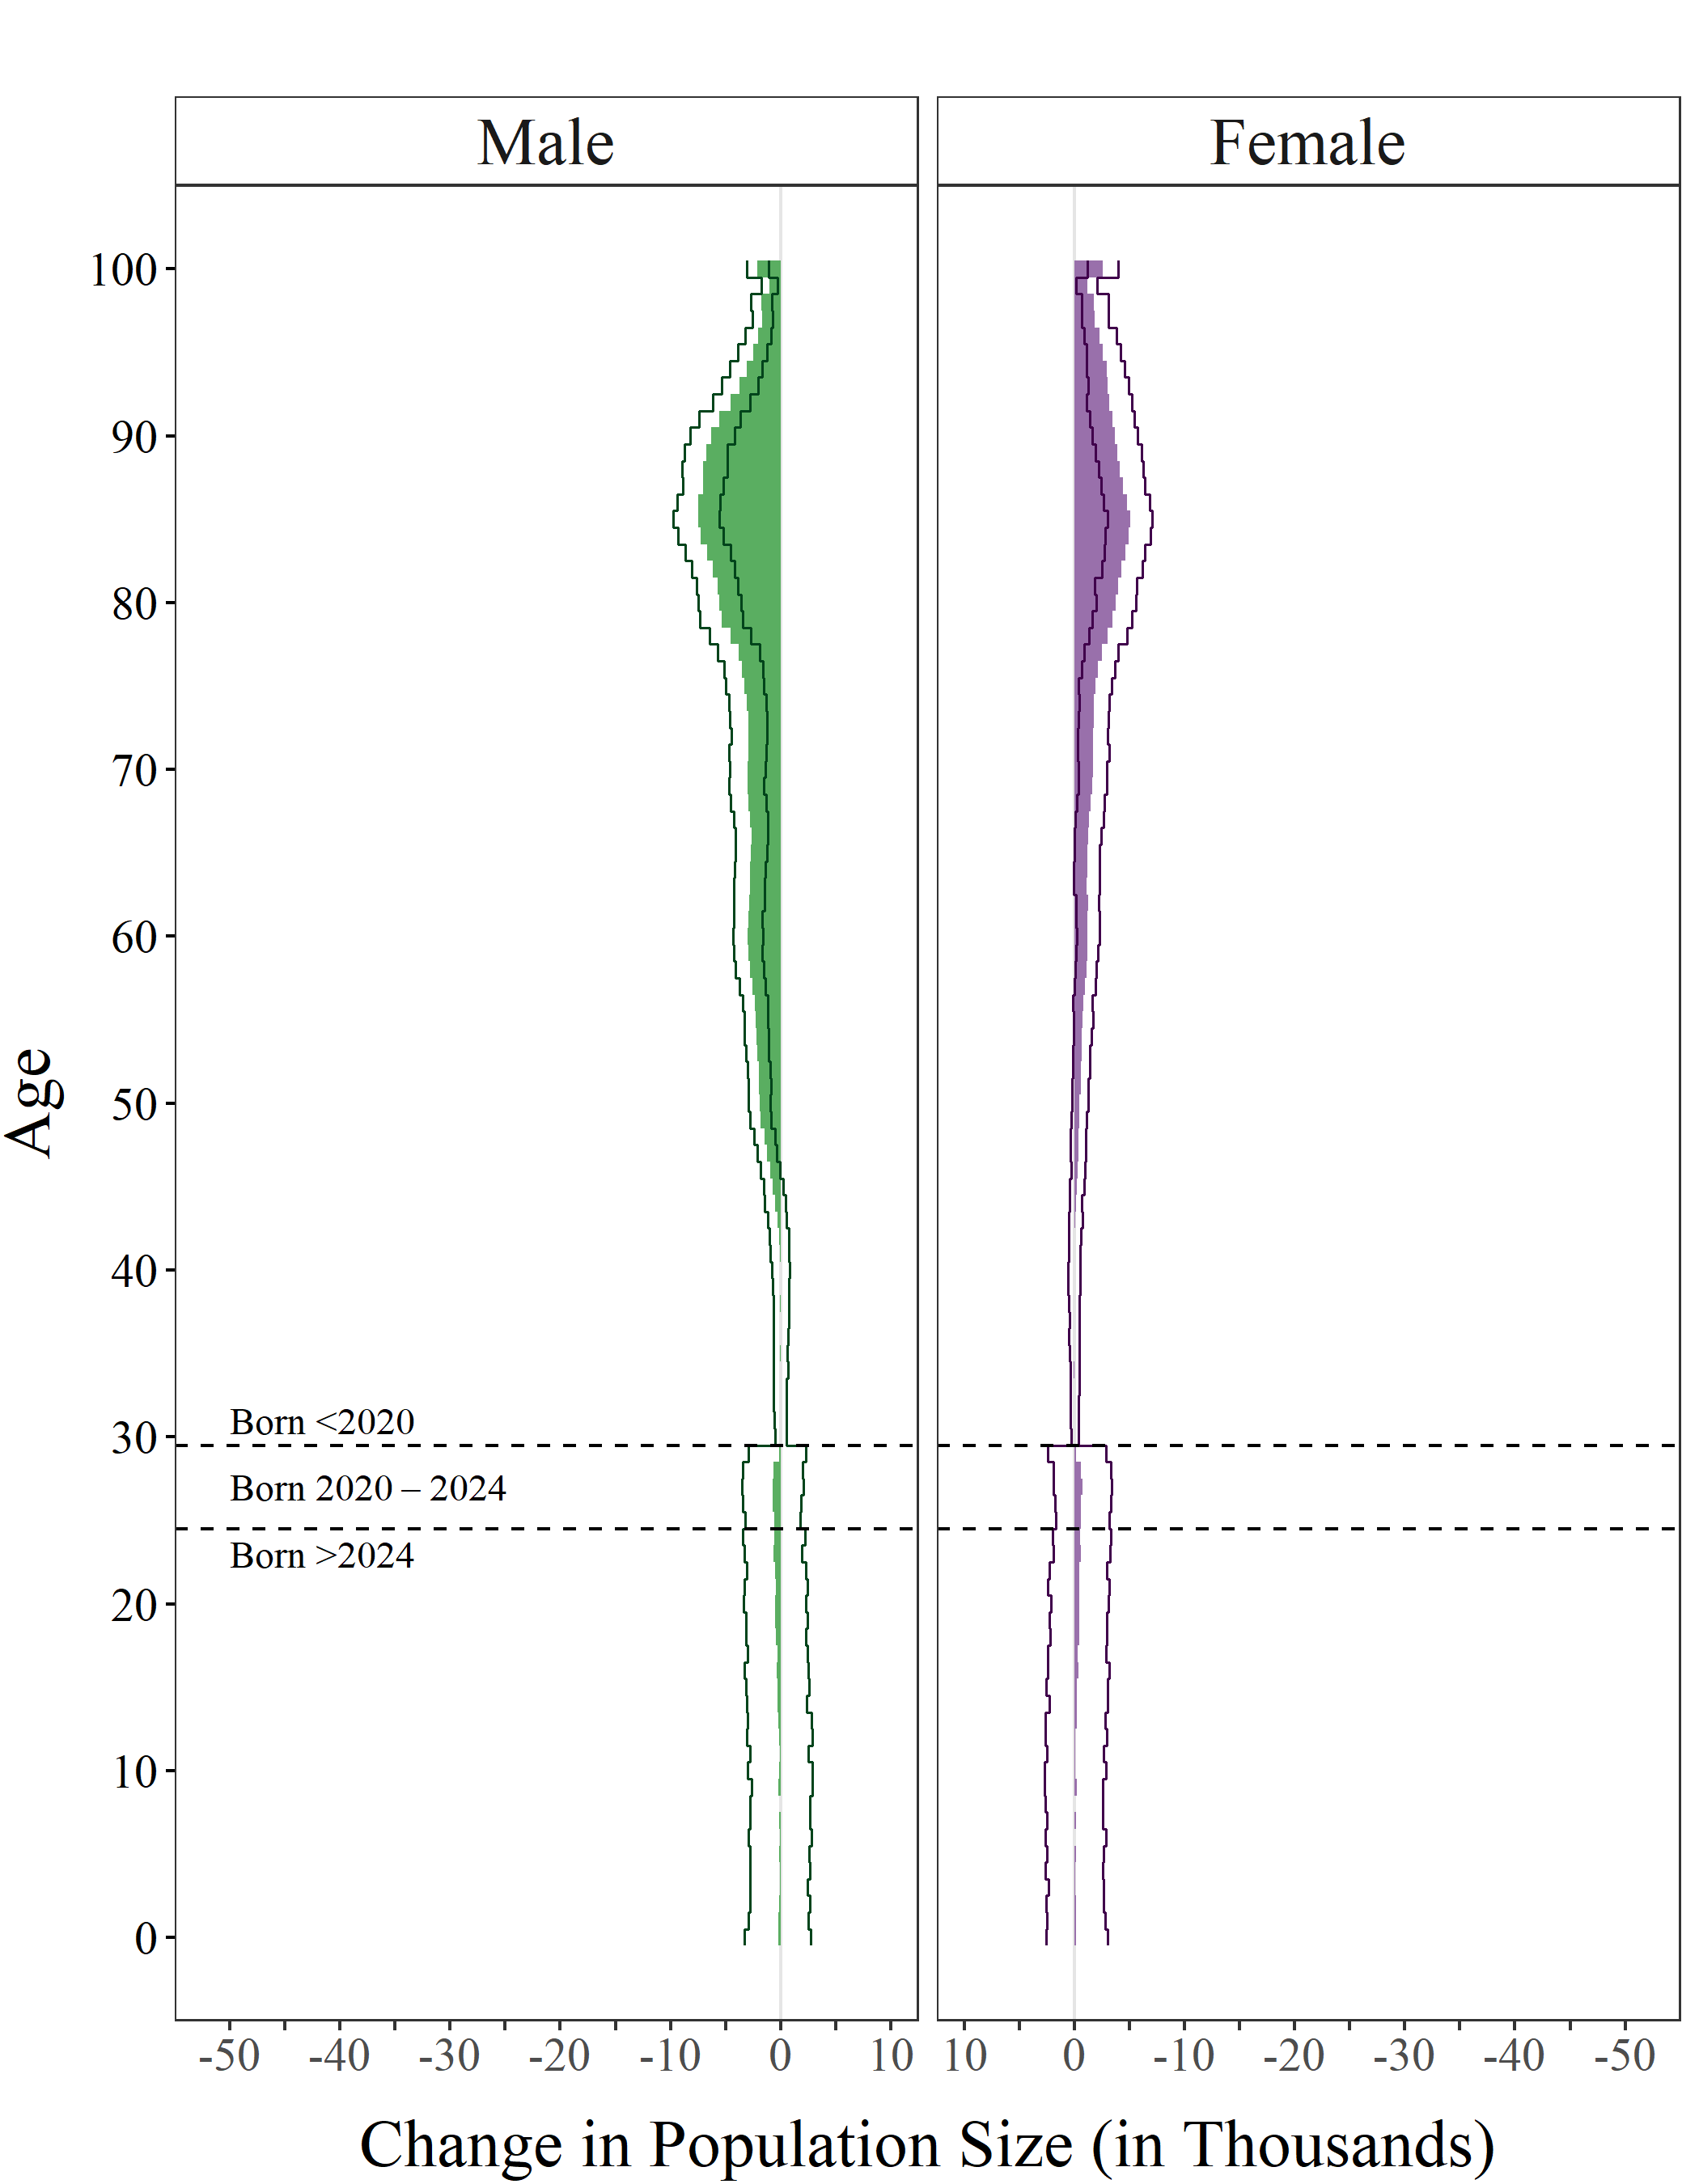 Male Female
100
90
80
70
60
50
40
30
20
10
0
Age
Born <2020
Born 2020 – 2024
Born >2024
-50 -40 -30 -20 -10 0 10 10 0 -10 -20 -30 -40 -50
Change in Population Size (in Thousands)